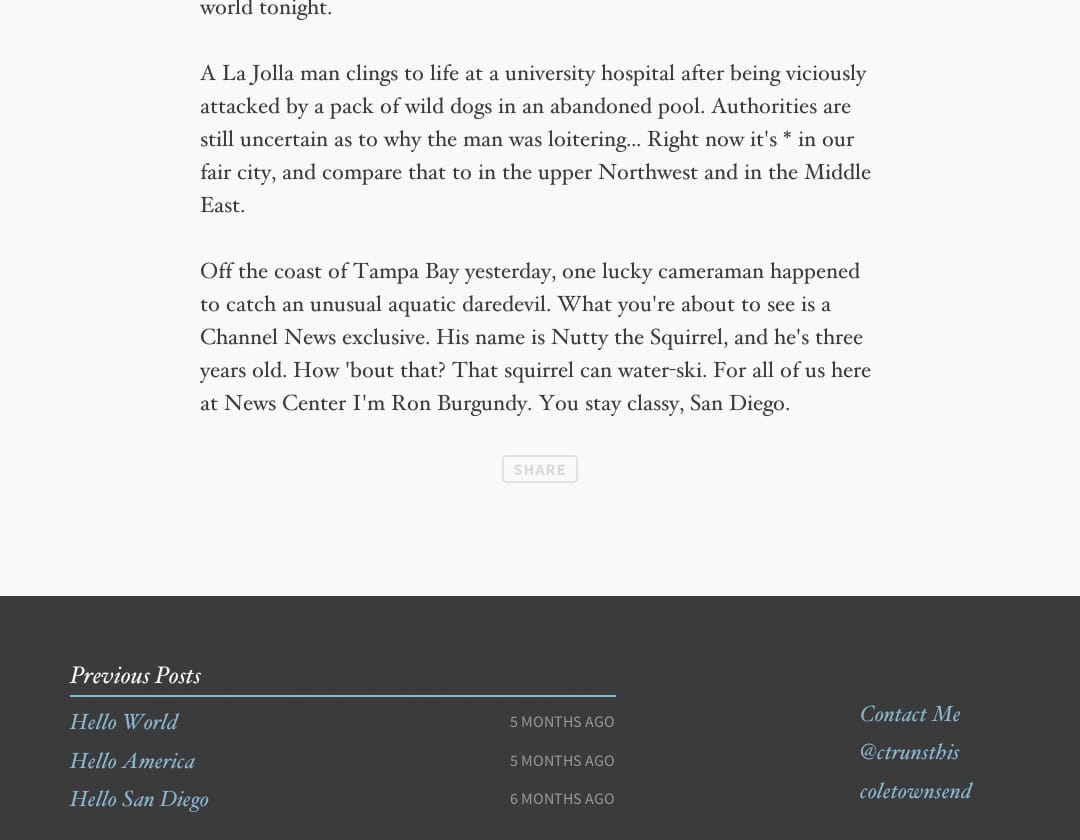 world tonight.
A La Jolla man clings to life at a university hospital after being viciously
attacked by a pack of wild dogs in an abandoned pool. Authorities are
still uncertain as to why the man was loitering... Right now it's * in our
fair city, and compare that to in the upper Northwest and in the Middle
East.
Off the coast of Tampa Bay yesterday, one lucky cameraman happened
to catch an unusual aquatic daredevil. What you're about to see is a
Channel News exclusive. His name is Nutty the Squirrel, and he's three
years old. How 'bout that? That squirrel can water-ski. For all of us here
at News Center I'm Ron Burgundy. You stay classy, San Diego.
SHARE
Previous Posts
Hello World 5 MONTHS AGO
Hello America 5 MONTHS AGO
Hello San Diego 6 MONTHS AGO
Contact Me
@ctrunsthis
coletownsend